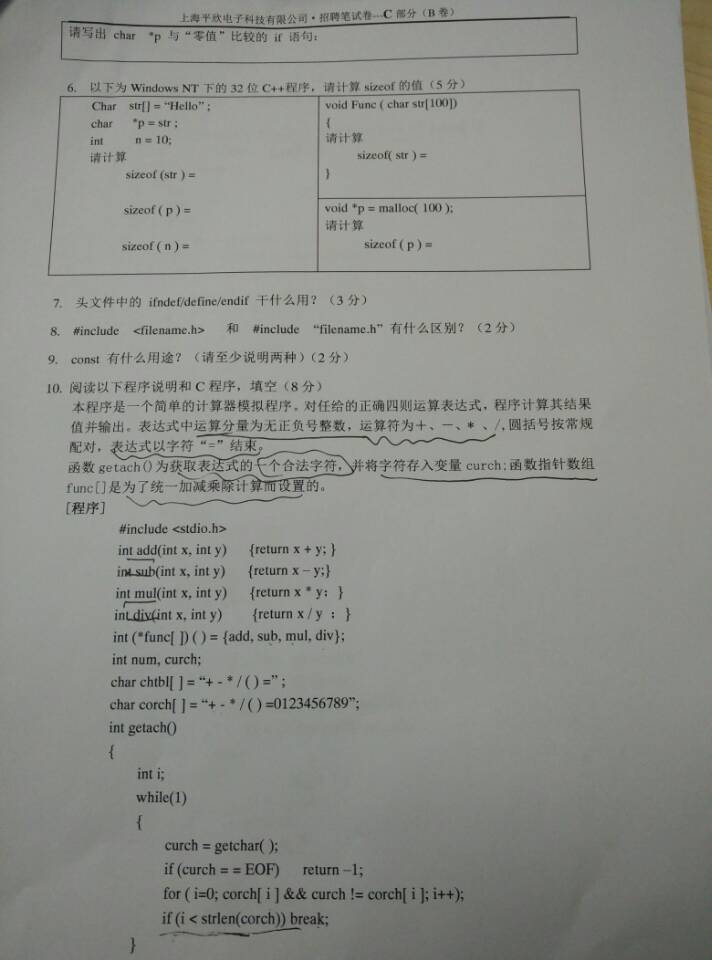 上海平欣电子科技有限公司·招聘笔试卷---C 部分（B 卷）
请写出 char *p 与“零值”比较的 if 语句：
6. 以下为 Windows NT 下的 32 位 C++程序，请计算 sizeof 的值（5 分）
Char str[] = “Hello” ;
char *p = str ;
int n = 10;
请计算
sizeof (str ) =
sizeof ( p ) =
sizeof ( n ) =
void Func ( char str[100])
{
请计算
sizeof( str ) =
}
void *p = malloc( 100 );
请计算
sizeof ( p ) =
7. 头文件中的 ifndef/define/endif 干什么用？（3 分）
8. #include <filename.h> 和 #include “filename.h” 有什么区别？（2 分）
9. const 有什么用途？（请至少说明两种）（2 分）
10. 阅读以下程序说明和 C 程序，填空（8 分）
本程序是一个简单的计算器模拟程序。对任给的正确四则运算表达式，程序计算其结果
值并输出。表达式中运算分量为无正负号整数，运算符为＋、－、* 、/,圆括号按常规
配对，表达式以字符“=”结束。
函数 getach()为获取表达式的一个合法字符，并将字符存入变量 curch;函数指针数组
func[]是为了统一加减乘除计算而设置的。
[程序]
#include <stdio.h>
int add(int x, int y) {return x + y; }
int sub(int x, int y) {return x – y;}
int mul(int x, int y) {return x * y；}
int div(int x, int y) {return x / y ；}
int (*func[ ]) ( ) = {add, sub, mul, div};
int num, curch;
char chtbl[ ] = “+ - * / ( ) =” ;
char corch[ ] = “+ - * / ( ) =0123456789”;
int getach()
{
int i;
while(1)
{
curch = getchar( );
if (curch = = EOF) return –1;
for ( i=0; corch[ i ] && curch != corch[ i ]; i++);
if (i < strlen(corch)) break;
}